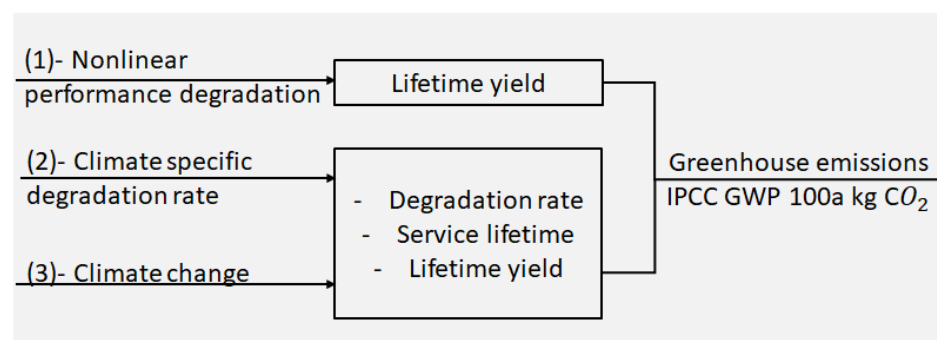 (1)- Nonlinear
performance degradation
Lifetime yield
(2)- Climate specific
degradation rate
(3)- Climate change
- Degradation rate
- Service lifetime
- Lifetime yield
Greenhouse emissions
IPCC GWP 100a kg CO₂